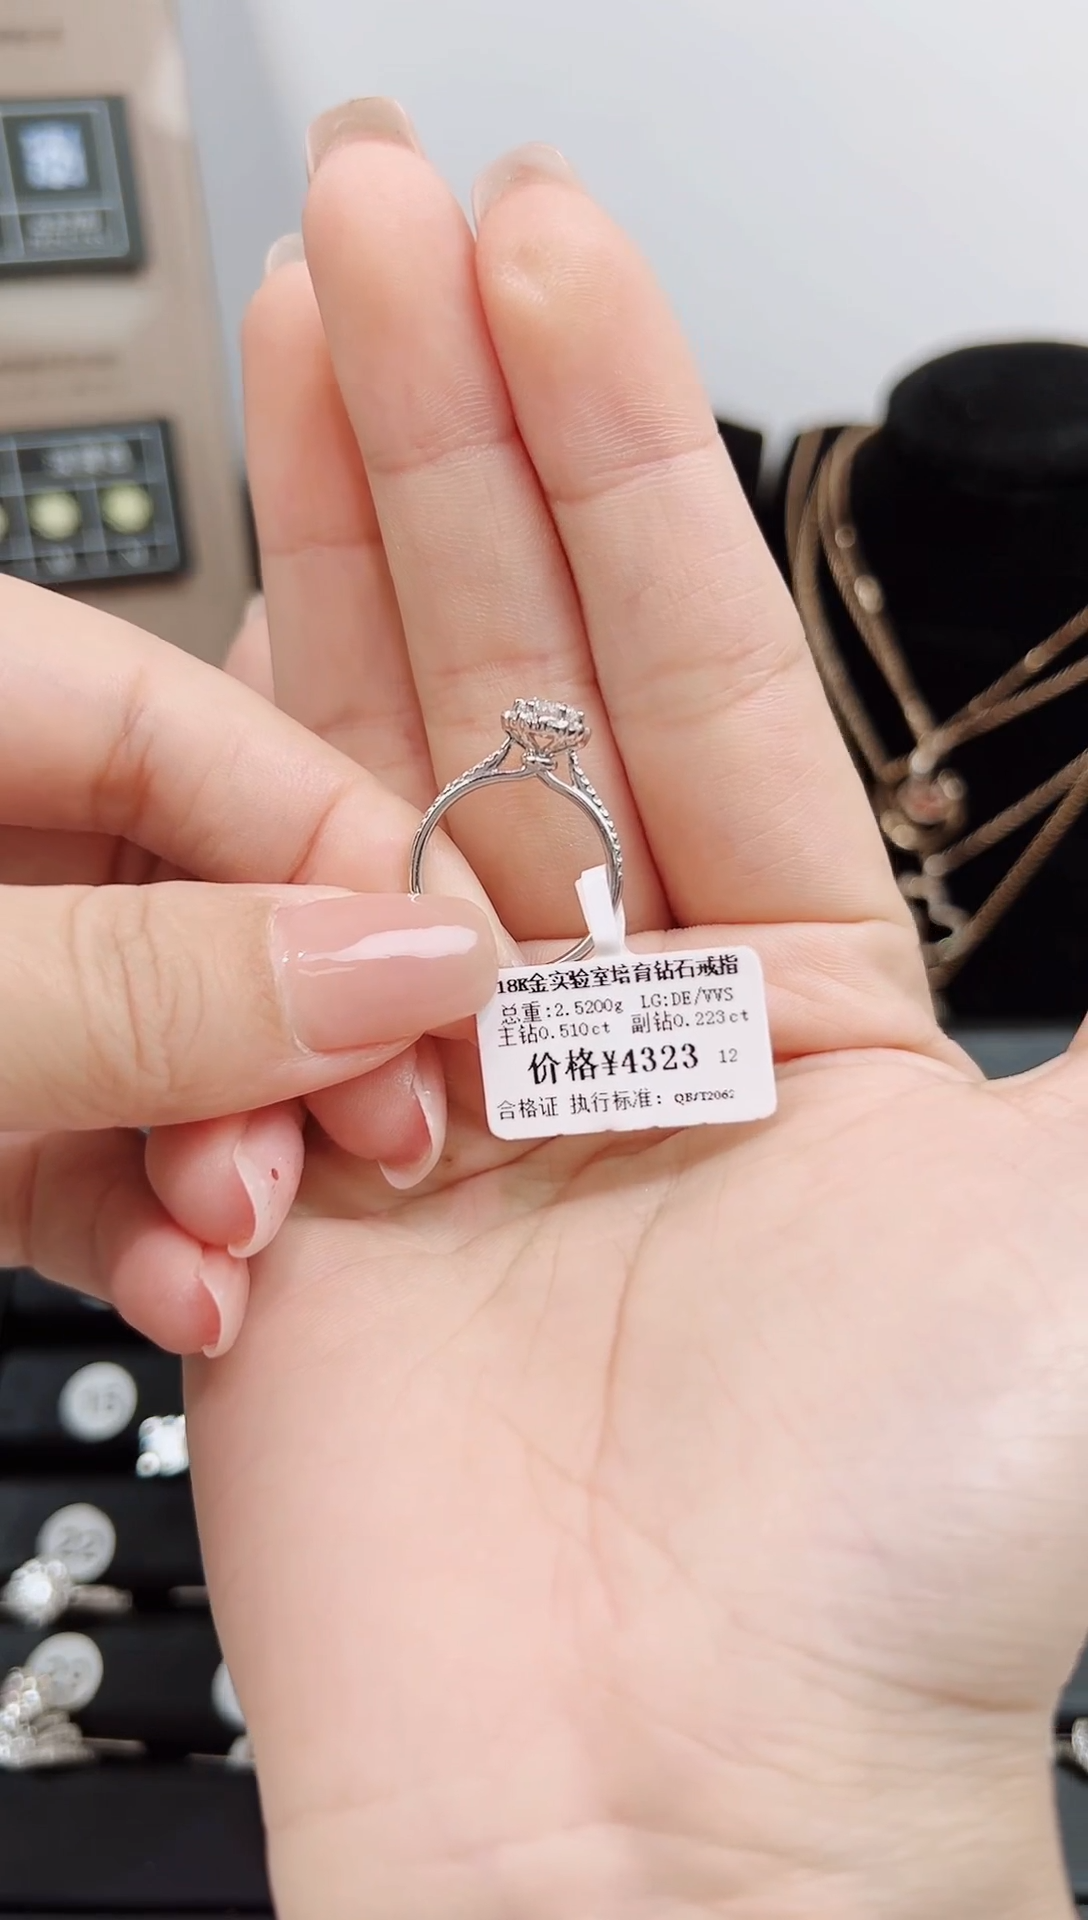 18K金实验室培育钻石戒指
总重:2.5200g LG:DE/VVS
主钻0.510ct 副钻0.223ct
价格¥4323 12
合格证 执行标准: QB/T2062
22